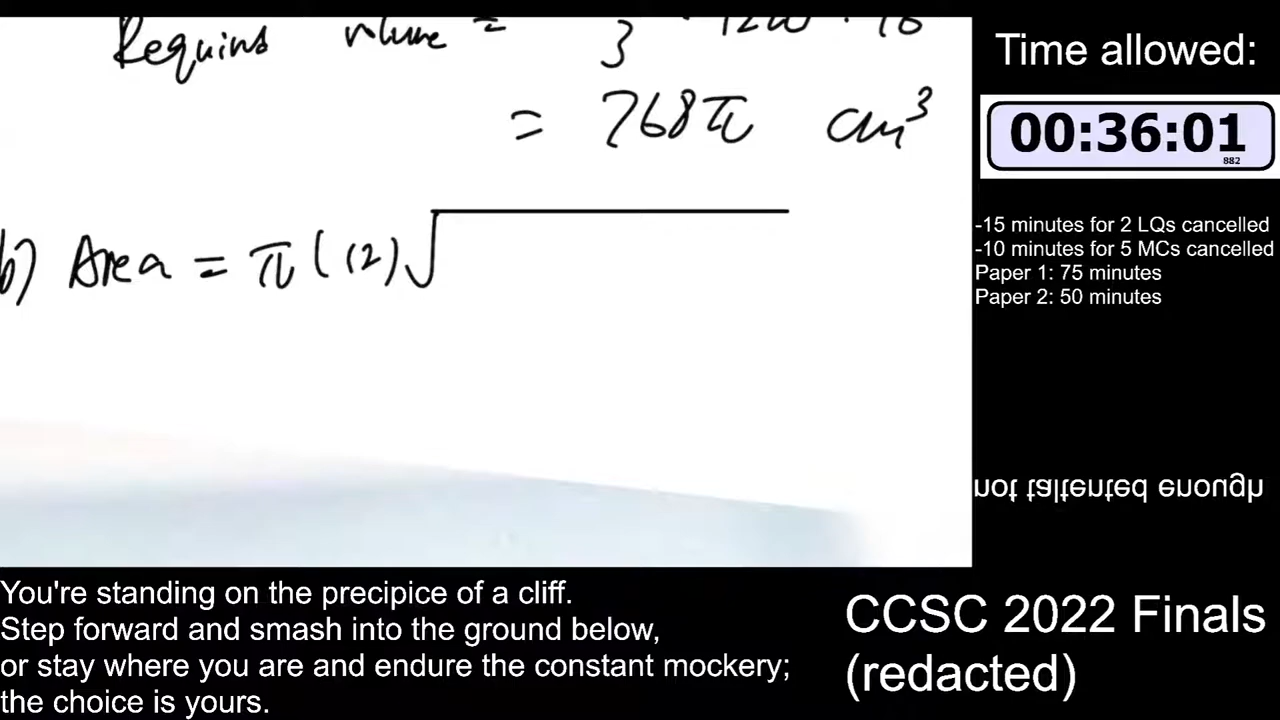 Required volume =
3
= 768π cm³
b) Area = π(12)√
Time allowed:
00:36:01
882
-15 minutes for 2 LQs cancelled
-10 minutes for 5 MCs cancelled
Paper 1: 75 minutes
Paper 2: 50 minutes
not taltented enough
You're standing on the precipice of a cliff.
Step forward and smash into the ground below,
or stay where you are and endure the constant mockery;
the choice is yours.
CCSC 2022 Finals
(redacted)